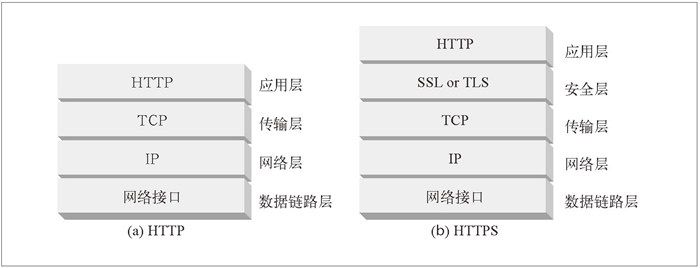 HTTP 应用层
TCP 传输层
IP 网络层
网络接口 数据链路层
(a) HTTP
HTTP 应用层
SSL or TLS 安全层
TCP 传输层
IP 网络层
网络接口 数据链路层
(b) HTTPS